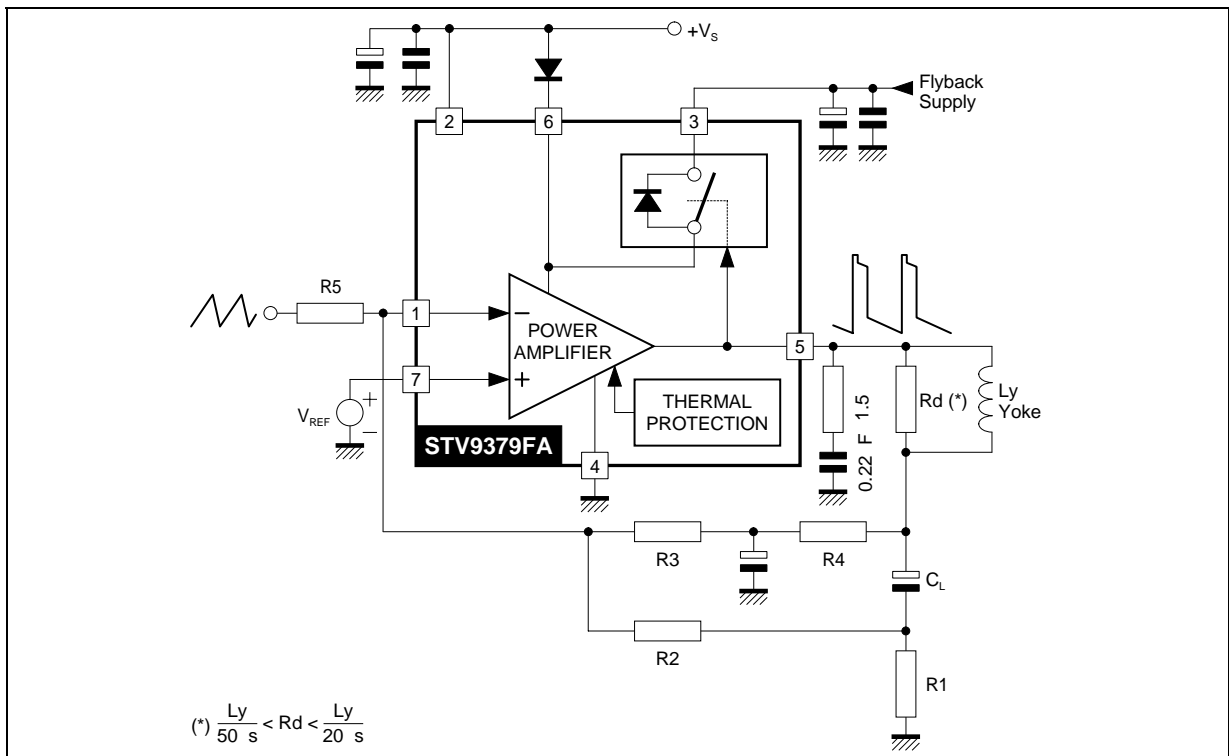 +VS
Flyback
Supply
2
6
3
R5
1
−
POWER
AMPLIFIER
5
7
+
VREF
+
−
THERMAL
PROTECTION
STV9379FA
4
0.22 F 1.5
Rd (*)
Ly
Yoke
R3
R4
CL
R2
R1
(*) Ly/50 s < Rd < Ly/20 s